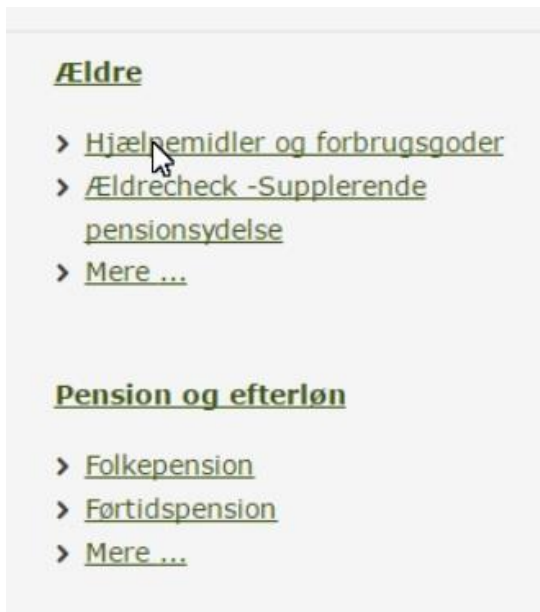 Ældre
Hjælpemidler og forbrugsgoder
Ældrecheck -Supplerende
pensionsydelse
Mere ...
Pension og efterløn
Folkepension
Førtidspension
Mere ...